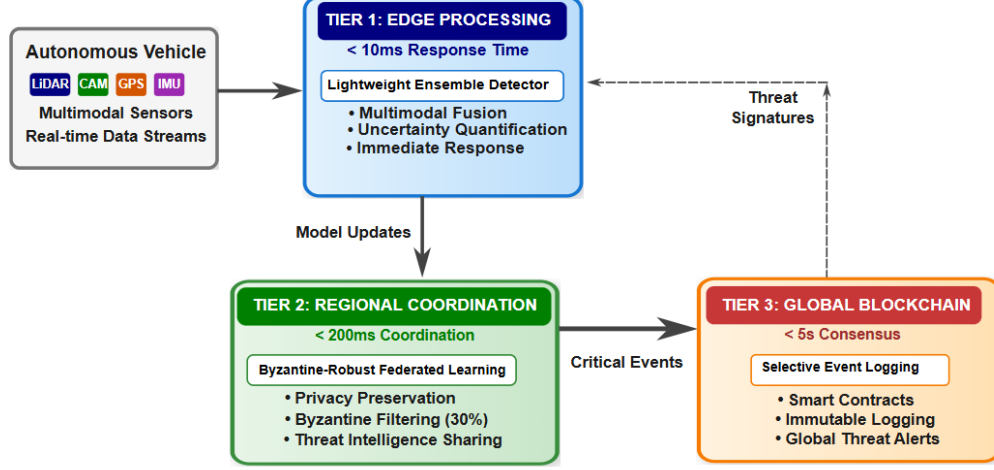 Autonomous Vehicle
LiDAR CAM GPS IMU
Multimodal Sensors
Real-time Data Streams
TIER 1: EDGE PROCESSING
< 10ms Response Time
Lightweight Ensemble Detector
• Multimodal Fusion
• Uncertainty Quantification
• Immediate Response
Threat
Signatures
Model Updates
TIER 2: REGIONAL COORDINATION
< 200ms Coordination
Byzantine-Robust Federated Learning
• Privacy Preservation
• Byzantine Filtering (30%)
• Threat Intelligence Sharing
Critical Events
TIER 3: GLOBAL BLOCKCHAIN
< 5s Consensus
Selective Event Logging
• Smart Contracts
• Immutable Logging
• Global Threat Alerts